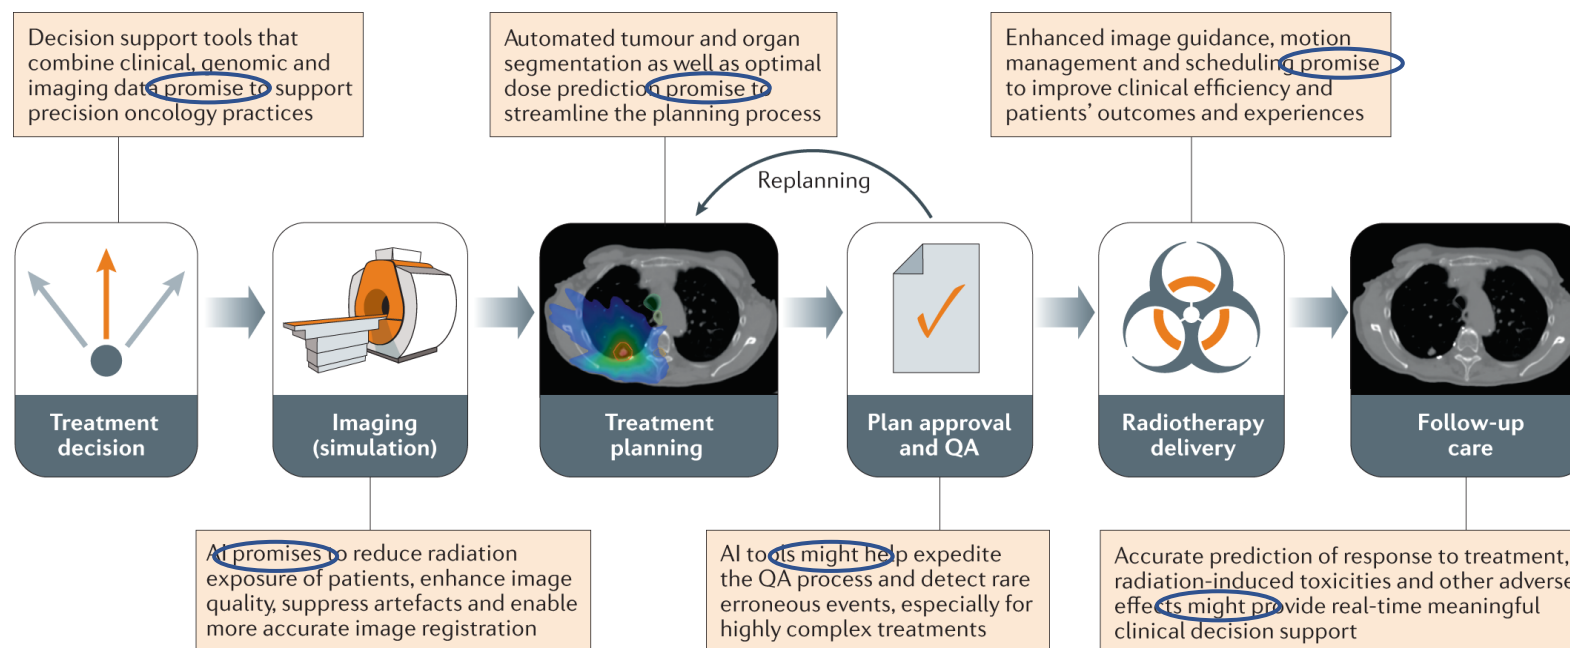 Decision support tools that
combine clinical, genomic and
imaging data promise to support
precision oncology practices
Automated tumour and organ
segmentation as well as optimal
dose prediction promise to
streamline the planning process
Enhanced image guidance, motion
management and scheduling promise
to improve clinical efficiency and
patients’ outcomes and experiences
Replanning
Treatment
decision
Imaging
(simulation)
Treatment
planning
Plan approval
and QA
Radiotherapy
delivery
Follow-up
care
AI promises to reduce radiation
exposure of patients, enhance image
quality, suppress artefacts and enable
more accurate image registration
AI tools might help expedite
the QA process and detect rare
erroneous events, especially for
highly complex treatments
Accurate prediction of response to treatment,
radiation-induced toxicities and other adverse
effects might provide real-time meaningful
clinical decision support